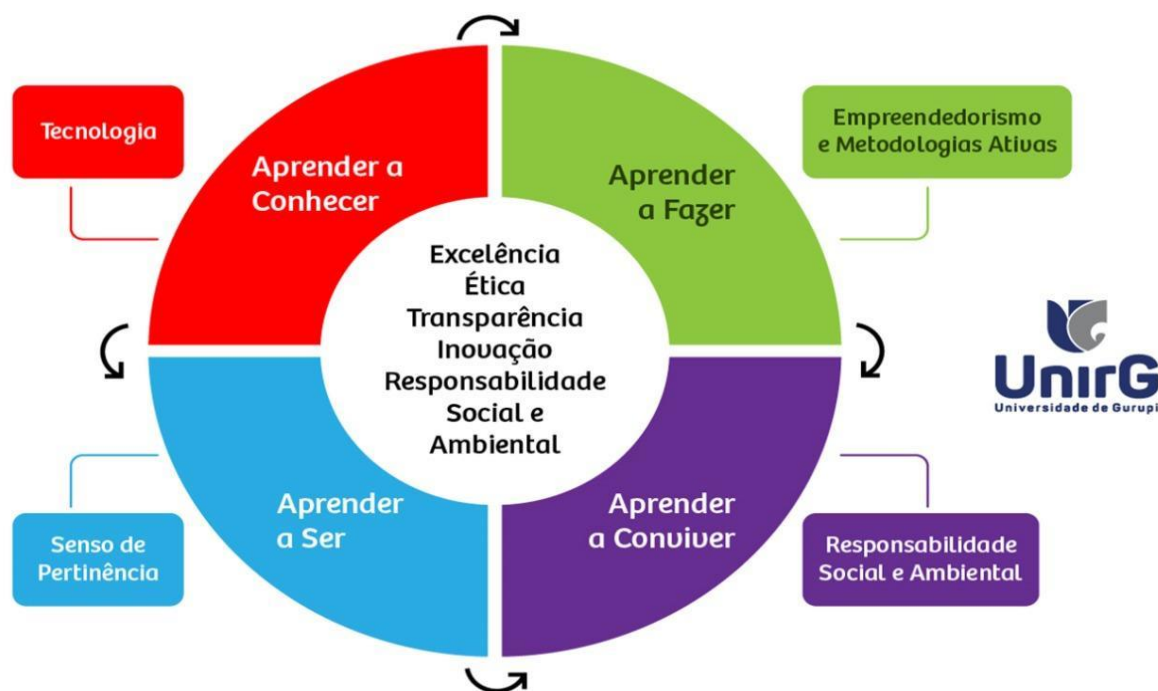 Tecnologia
Aprender a
Conhecer
Aprender
a Fazer
Empreendedorismo
e Metodologias Ativas
Excelência
Ética
Transparência
Inovação
Responsabilidade
Social e
Ambiental
UnirG
Universidade de Gurupi
Senso de
Pertinência
Aprender
a Ser
Aprender
a Conviver
Responsabilidade
Social e Ambiental